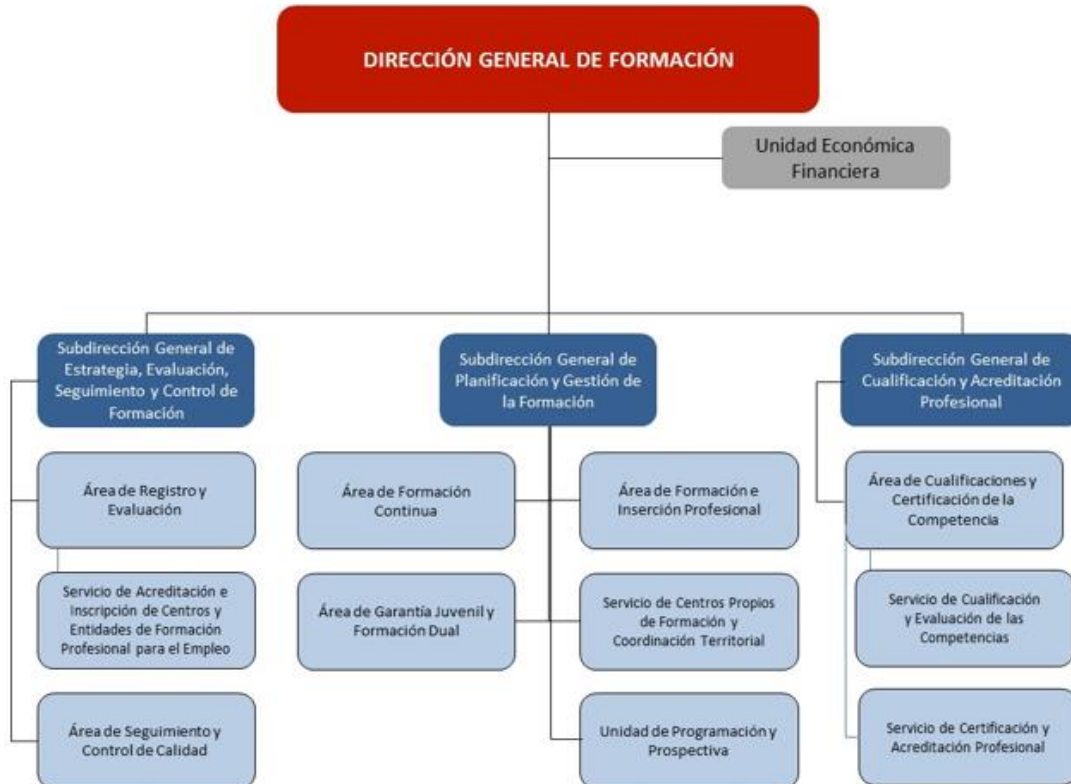 DIRECCIÓN GENERAL DE FORMACIÓN
Unidad Económica
Financiera
Subdirección General de
Estrategia, Evaluación,
Seguimiento y Control de
Formación
Subdirección General de
Planificación y Gestión de
la Formación
Subdirección General de
Cualificación y Acreditación
Profesional
Área de Registro y
Evaluación
Área de Formación
Continua
Área de Formación e
Inserción Profesional
Área de Cualificaciones y
Certificación de la
Competencia
Servicio de Acreditación e
Inscripción de Centros y
Entidades de Formación
Profesional para el Empleo
Área de Garantía Juvenil y
Formación Dual
Servicio de Centros Propios
de Formación y
Coordinación Territorial
Servicio de Cualificación
y Evaluación de las
Competencias
Área de Seguimiento y
Control de Calidad
Unidad de Programación y
Prospectiva
Servicio de Certificación y
Acreditación Profesional